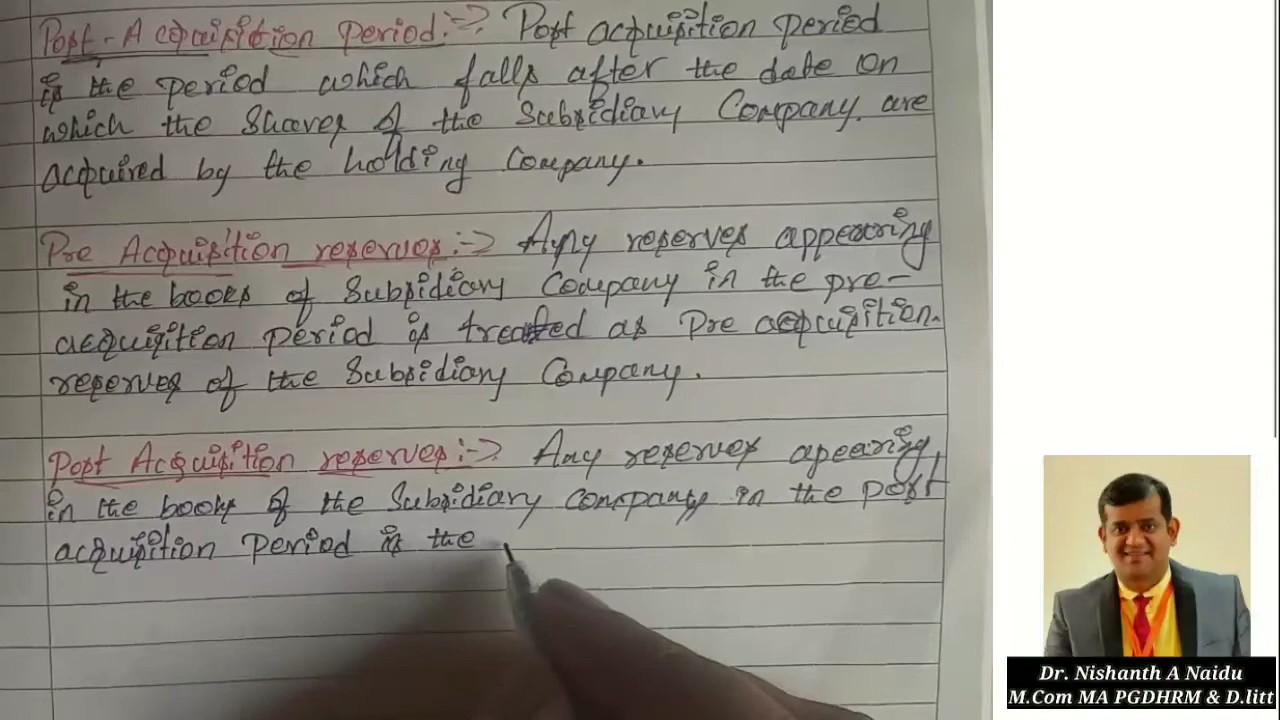 Post-Acquisition period:-> Post acquisition period
is the period which falls after the date on
which the Shares of the Subsidiary Company. are
acquired by the holding Company.
Pre Acquisition reserves:-> Any reserves appearing
in the books of Subsidiary Company in the pre-
acquisition period is treated as Pre acquisition.
reserves of the Subsidiary Company.
Post Acquisition reserves:-> Any reserves apearing,
in the books of the Subsidiary company in the post
acquisition period is the
Dr. Nishanth A Naidu
M.Com MA PGDHRM & D.litt